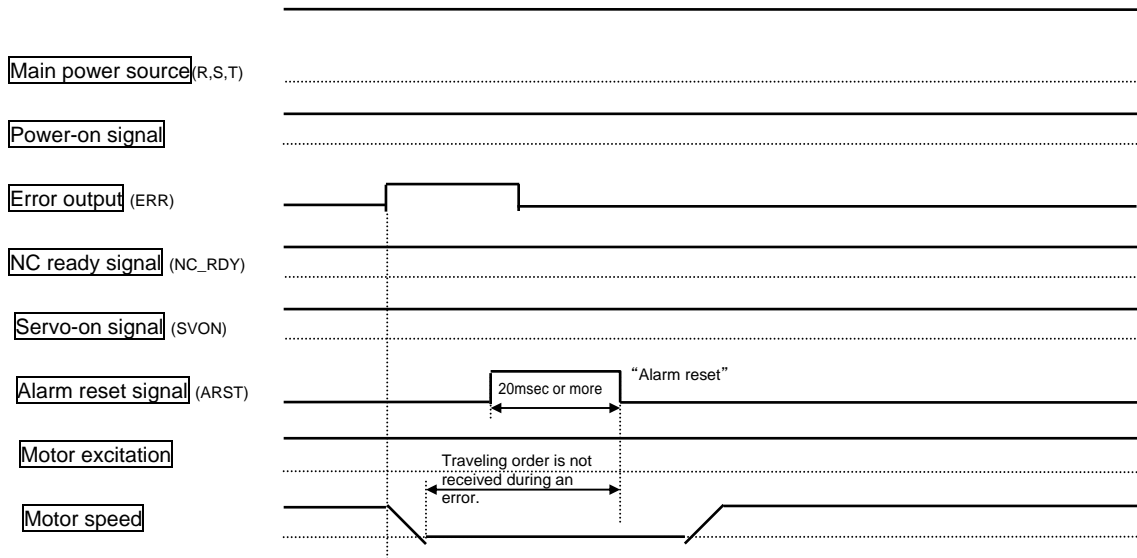 Main power source(R,S,T)
Power-on signal
Error output (ERR)
NC ready signal (NC_RDY)
Servo-on signal (SVON)
Alarm reset signal (ARST)
20msec or more
“Alarm reset”
Motor excitation
Traveling order is not
received during an
error.
Motor speed